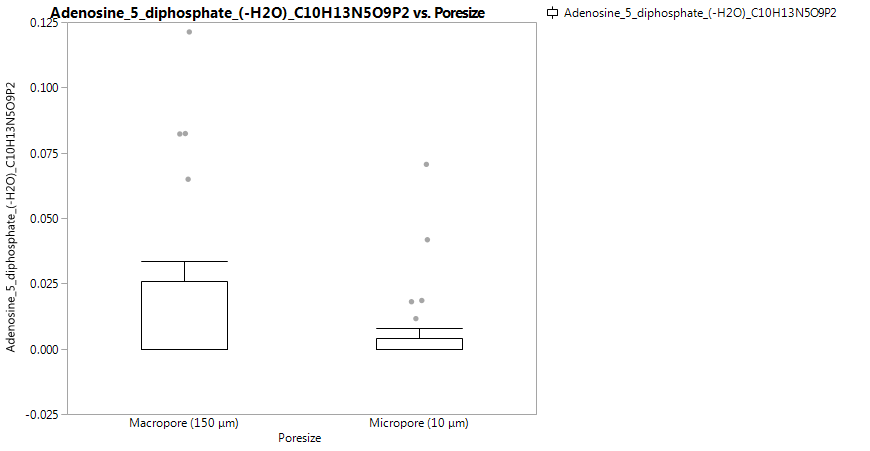 Adenosine_5_diphosphate_(-H2O)_C10H13N5O9P2 vs. Poresize
Adenosine_5_diphosphate_(-H2O)_C10H13N5O9P2
Adenosine_5_diphosphate_(-H2O)_C10H13N5O9P2
0.125
0.100
0.075
0.050
0.025
0.000
-0.025
Macropore (150 µm)
Micropore (10 µm)
Poresize